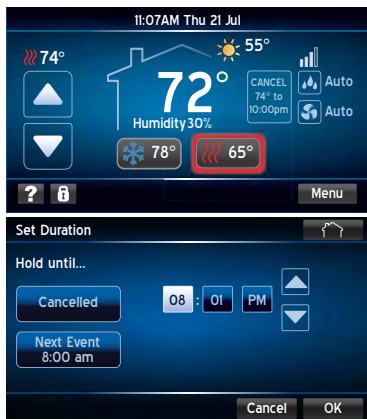 11:07AM Thu 21 Jul
74°
55°
72°
Humidity 30%
CANCEL
74° to
10:00pm
Auto
Auto
78°
65°
?
Menu
Set Duration
Hold until...
Cancelled
08 : 01 PM
Next Event
8:00 am
Cancel OK